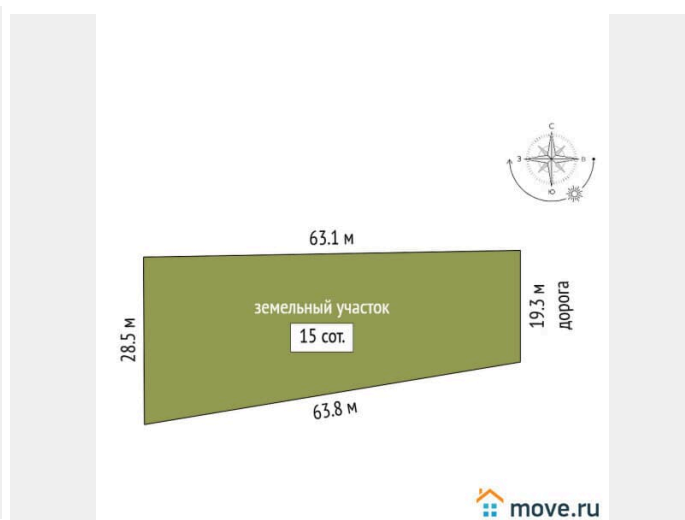 С
З
В
Ю
63.1 м
земельный участок
15 сот.
28.5 м
19.3 м
дорога
63.8 м
move.ru